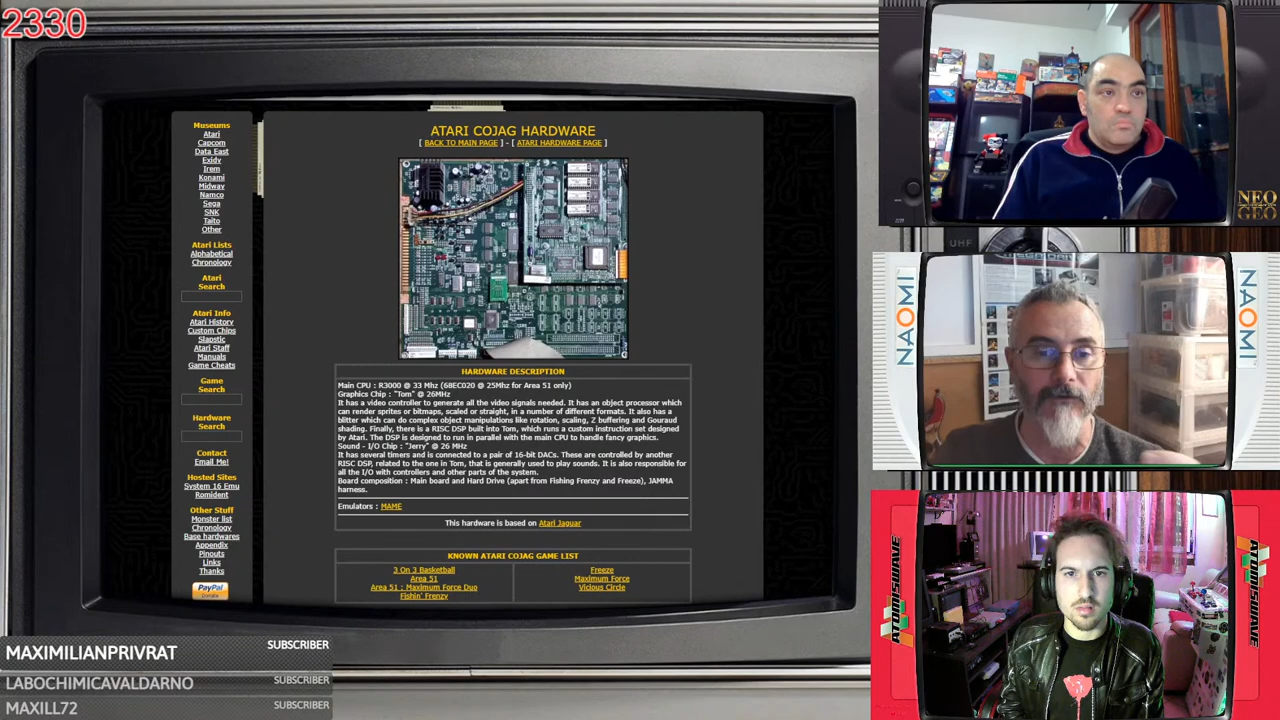 2330
Museums
Atari
Capcom
Data East
Exidy
Irem
Konami
Midway
Namco
Sega
SNK
Taito
Other
Atari Lists
Alphabetical
Chronology
Atari
Search
Atari Info
Atari History
Custom Chips
Slapstic
Atari Staff
Manuals
Game Cheats
Game
Search
Hardware
Search
Contact
Email Me!
Hosted Sites
System 16 Emu
Romident
Other Stuff
Monster list
Chronology
Base hardwares
Appendix
Pinouts
Links
Thanks
PayPal
ATARI COJAG HARDWARE
[ BACK TO MAIN PAGE ] - [ ATARI HARDWARE PAGE ]
HARDWARE DESCRIPTION
Main CPU : R3000 @ 33 Mhz (68EC020 @ 25Mhz for Area 51 only)
Graphics Chip : "Tom" @ 26MHz
It has a video controller to generate all the video signals needed. It has an object processor which
can render sprites or bitmaps, scaled or straight, in a number of different formats. It also has a
blitter which can do complex object manipulations like rotation, scaling, Z buffering and Gouraud
shading. Finally, there is a RISC DSP built into Tom, which runs a custom instruction set designed
by Atari. The DSP is designed to run in parallel with the main CPU to handle fancy graphics.
Sound - I/O Chip : "Jerry" @ 26 MHz
It has several timers and is connected to a pair of 16-bit DACs. These are controlled by another
RISC DSP, related to the one in Tom, that is generally used to play sounds. It is also responsible for
all the I/O with controllers and other parts of the system.
Board composition : Main board and Hard Drive (apart from Fishing Frenzy and Freeze), JAMMA
harness.
Emulators : MAME
This hardware is based on Atari Jaguar
KNOWN ATARI COJAG GAME LIST
3 On 3 Basketball
Area 51
Area 51 : Maximum Force Duo
Fishin' Frenzy
Freeze
Maximum Force
Vicious Circle
NEO
GEO
UHF
NAOMI
NAOMI
ATOMISWAVE
ATOMISWAVE
MAXIMILIANPRIVRAT SUBSCRIBER
LABOCHIMICAVALDARNO SUBSCRIBER
MAXILL72 SUBSCRIBER